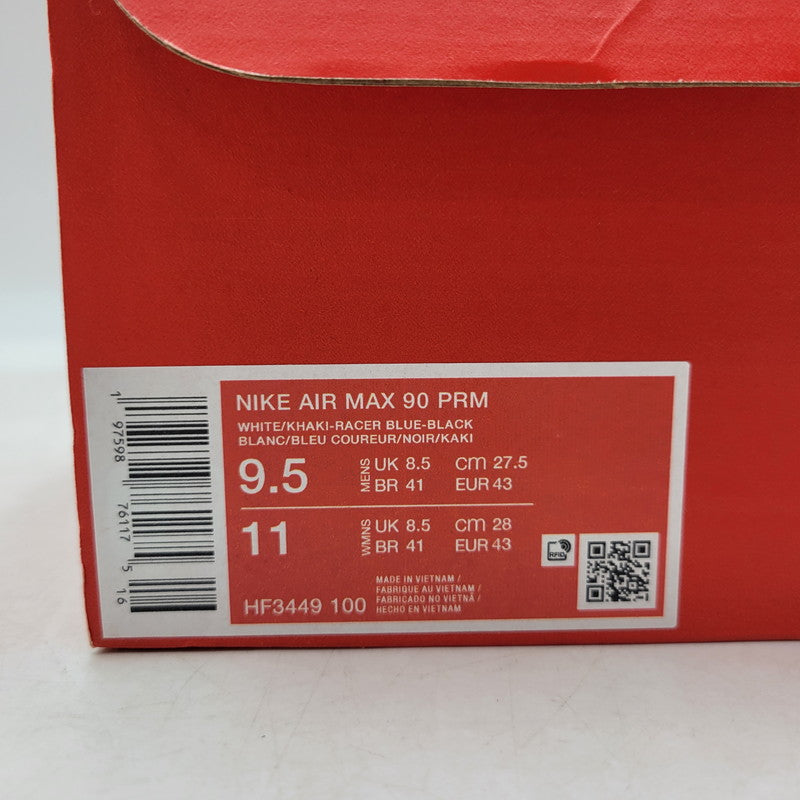 NIKE AIR MAX 90 PRM
WHITE/KHAKI-RACER BLUE-BLACK
BLANC/BLEU COUREUR/NOIR/KAKI
9.5 MENS UK 8.5 CM 27.5
BR 41 EUR 43
11 WMNS UK 8.5 CM 28
BR 41 EUR 43
HF3449 100
MADE IN VIETNAM /
FABRIQUE AU VIETNAM /
FABRICADO NO VIETNÃ /
HECHO EN VIETNAM
RFID
1 97598 76117 5 16